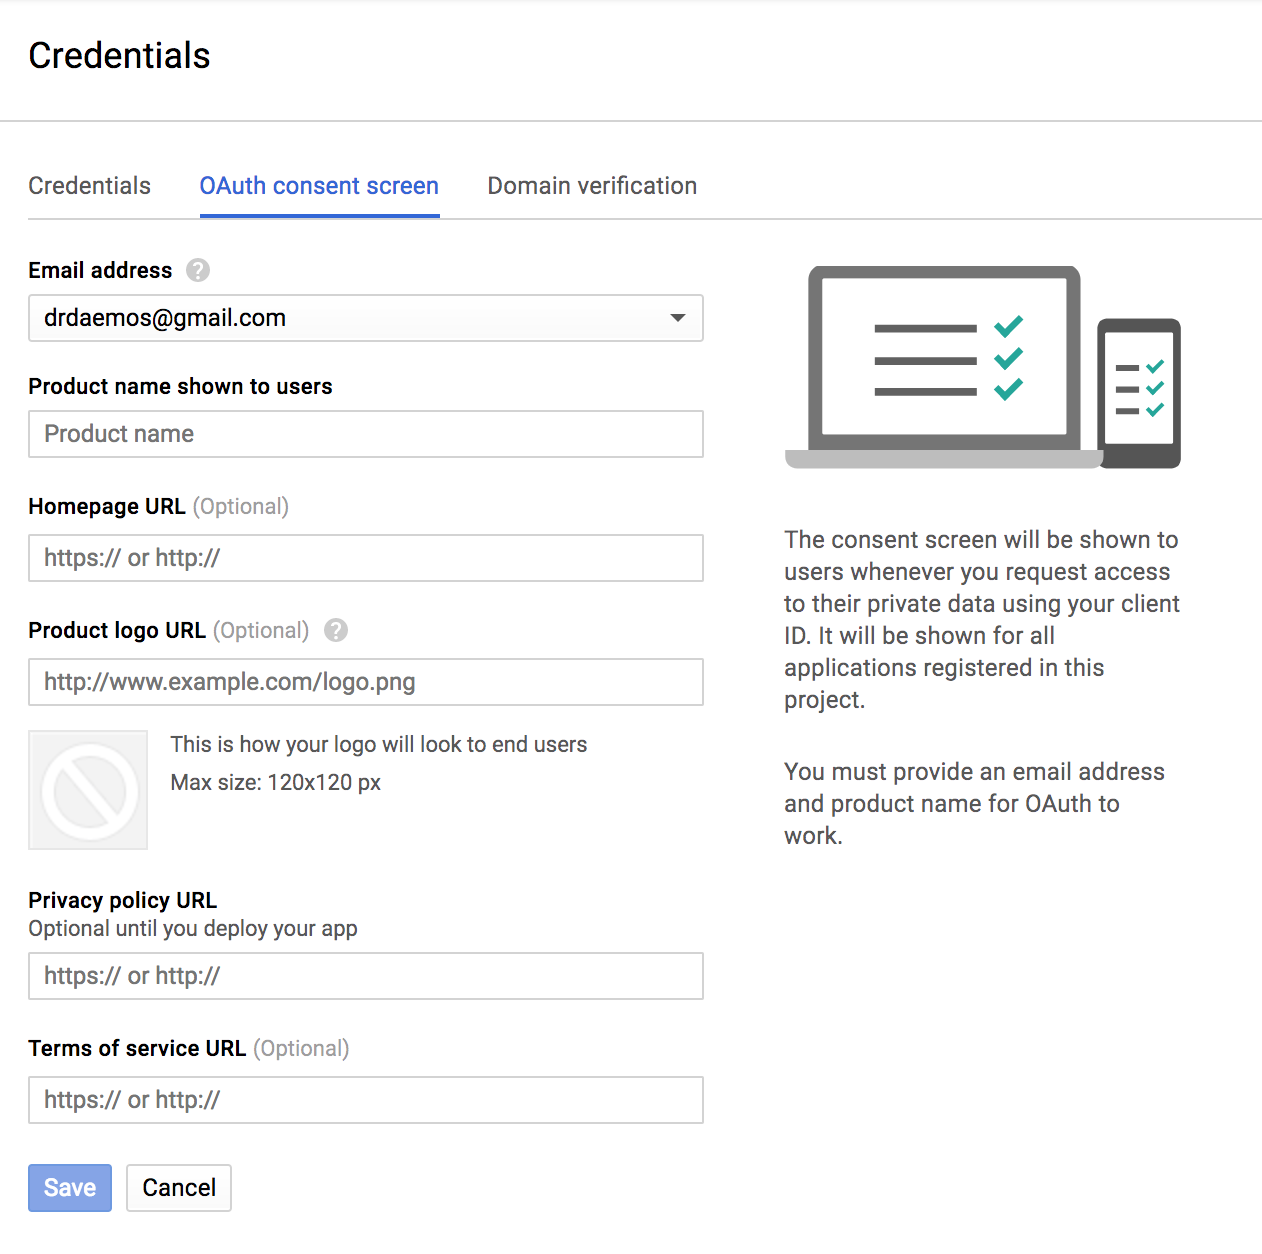 Credentials
Credentials
OAuth consent screen
Domain verification
Email address ?
drdaemos@gmail.com
Product name shown to users
Product name
Homepage URL (Optional)
https:// or http://
Product logo URL (Optional) ?
http://www.example.com/logo.png
This is how your logo will look to end users
Max size: 120x120 px
Privacy policy URL
Optional until you deploy your app
https:// or http://
Terms of service URL (Optional)
https:// or http://
Save
Cancel
The consent screen will be shown to
users whenever you request access
to their private data using your client
ID. It will be shown for all
applications registered in this
project.
You must provide an email address
and product name for OAuth to
work.